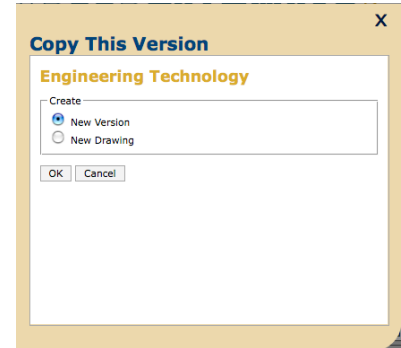 X
Copy This Version
Engineering Technology
Create
New Version
New Drawing
OK Cancel